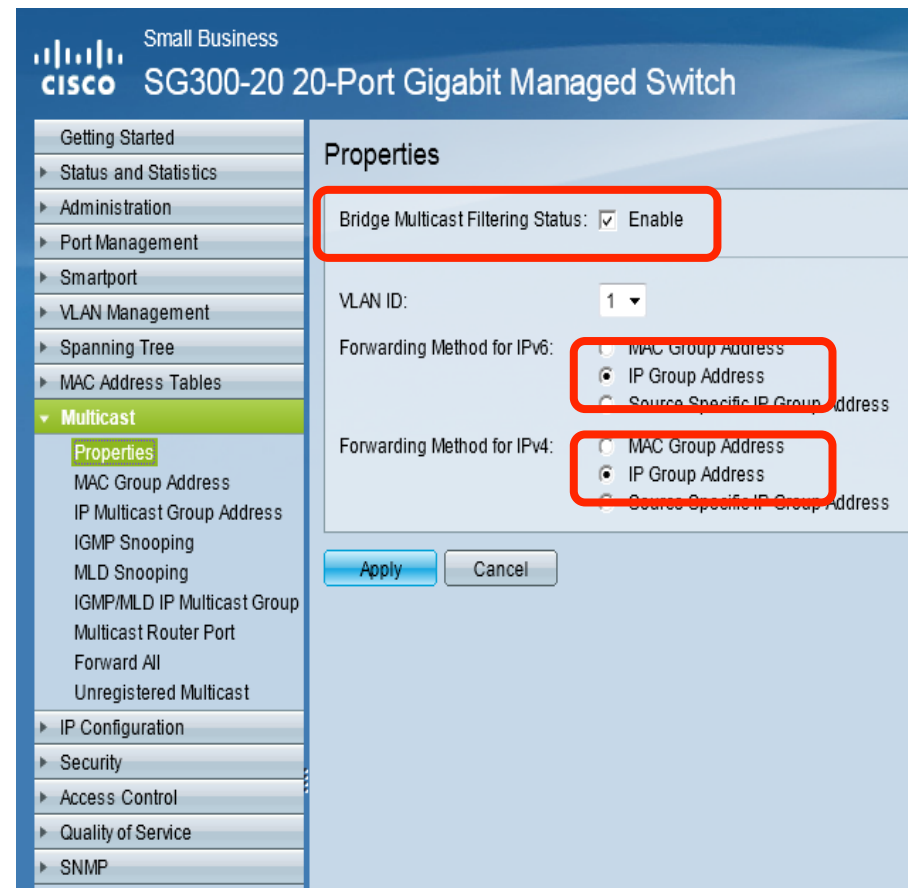 Small Business
CISCO SG300-20 20-Port Gigabit Managed Switch
Getting Started
Status and Statistics
Administration
Port Management
Smartport
VLAN Management
Spanning Tree
MAC Address Tables
Multicast
Properties
MAC Group Address
IP Multicast Group Address
IGMP Snooping
MLD Snooping
IGMP/MLD IP Multicast Group
Multicast Router Port
Forward All
Unregistered Multicast
IP Configuration
Security
Access Control
Quality of Service
SNMP
Properties
Bridge Multicast Filtering Status: Enable
VLAN ID: 1
Forwarding Method for IPv6: MAC Group Address
IP Group Address
Source Specific IP Group Address
Forwarding Method for IPv4: MAC Group Address
IP Group Address
Source Specific IP Group Address
Apply Cancel